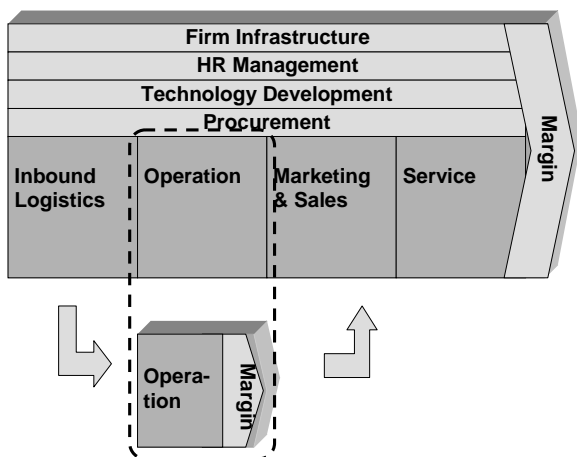 Firm Infrastructure
HR Management
Technology Development
Procurement
Margin
Inbound
Logistics
Operation
Marketing
& Sales
Service
Opera-
tion
Margin